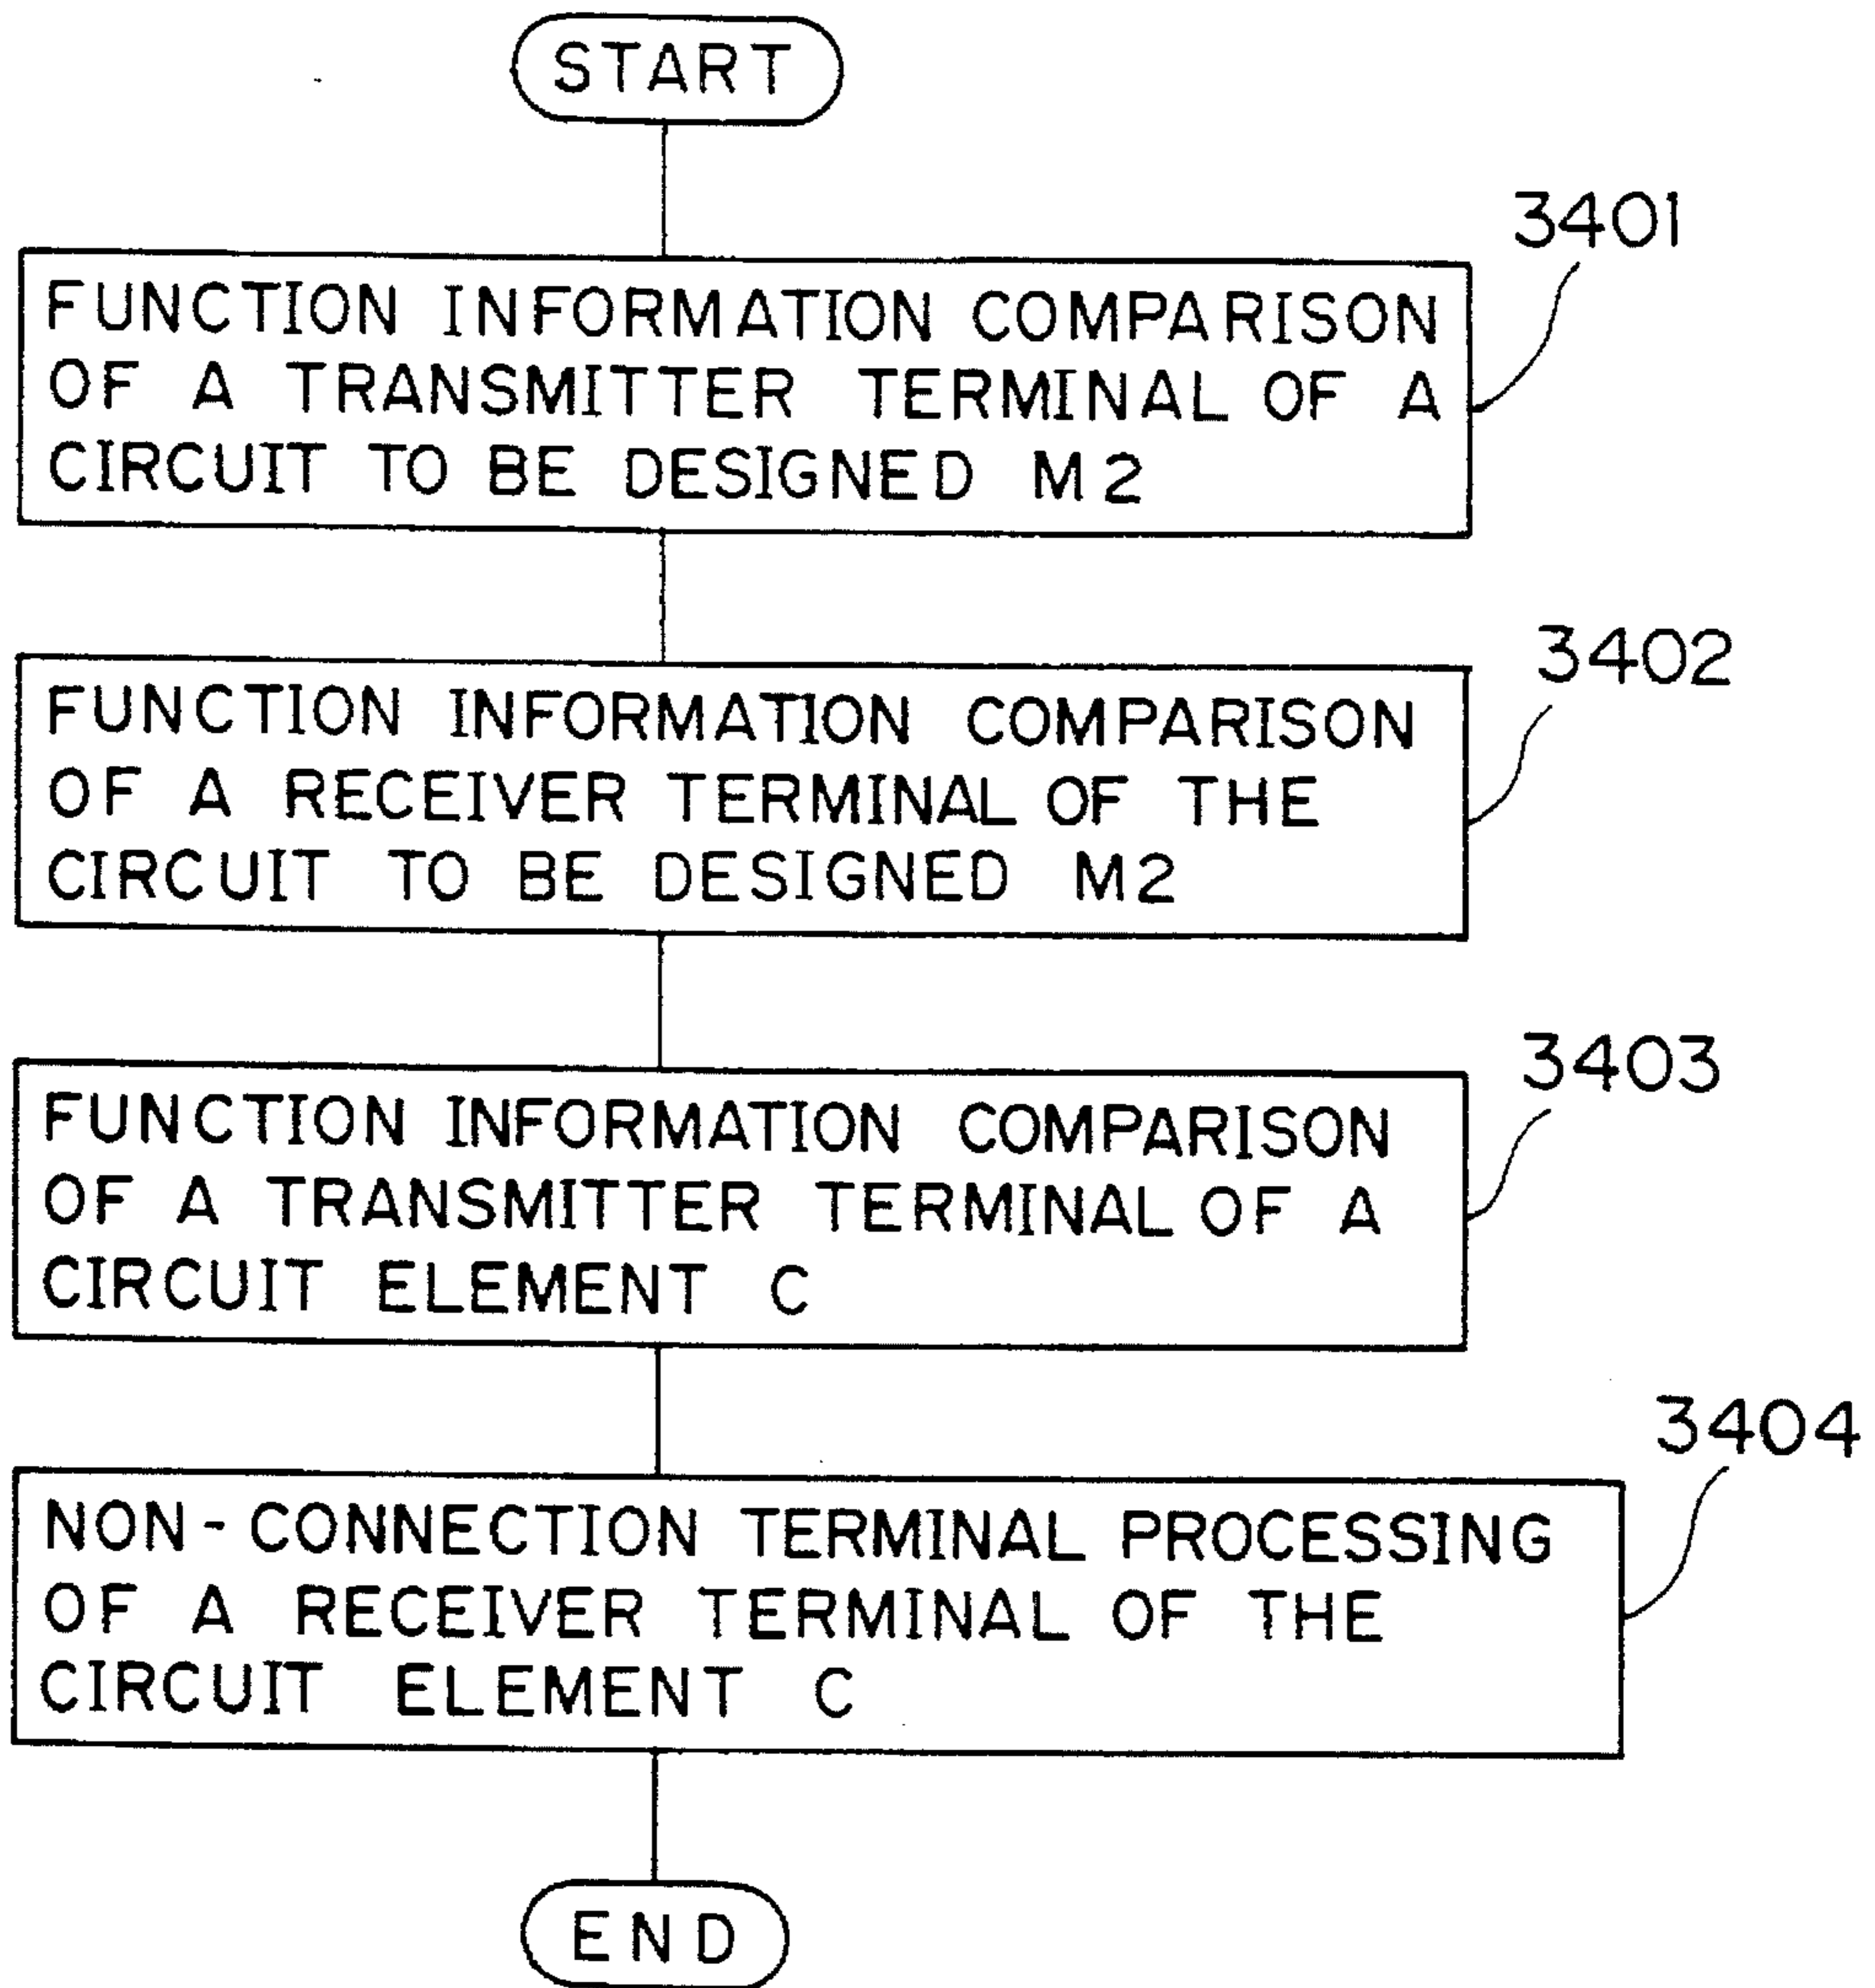 START
3401
FUNCTION INFORMATION COMPARISON
OF A TRANSMITTER TERMINAL OF A
CIRCUIT TO BE DESIGNED M2
3402
FUNCTION INFORMATION COMPARISON
OF A RECEIVER TERMINAL OF THE
CIRCUIT TO BE DESIGNED M2
3403
FUNCTION INFORMATION COMPARISON
OF A TRANSMITTER TERMINAL OF A
CIRCUIT ELEMENT C
3404
NON-CONNECTION TERMINAL PROCESSING
OF A RECEIVER TERMINAL OF THE
CIRCUIT ELEMENT C
END